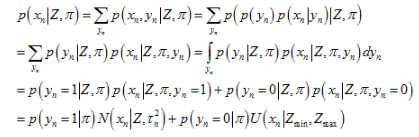 p(x_n|Z,π) = ∑_{y_n} p(x_n,y_n|Z,π) = ∑_{y_n} p(p(y_n)p(x_n|y_n)|Z,π)
= ∑_{y_n} p(y_n|Z,π)p(x_n|Z,π,y_n) = ∫_{y_n} p(y_n|Z,π)p(x_n|Z,π,y_n)dy_n
= p(y_n=1|Z,π)p(x_n|Z,π,y_n=1)+p(y_n=0|Z,π)p(x_n|Z,π,y_n=0)
= p(y_n=1|π)N(x_n|Z,τ_n^2)+p(y_n=0|π)U(x_n|Z_min,Z_max)